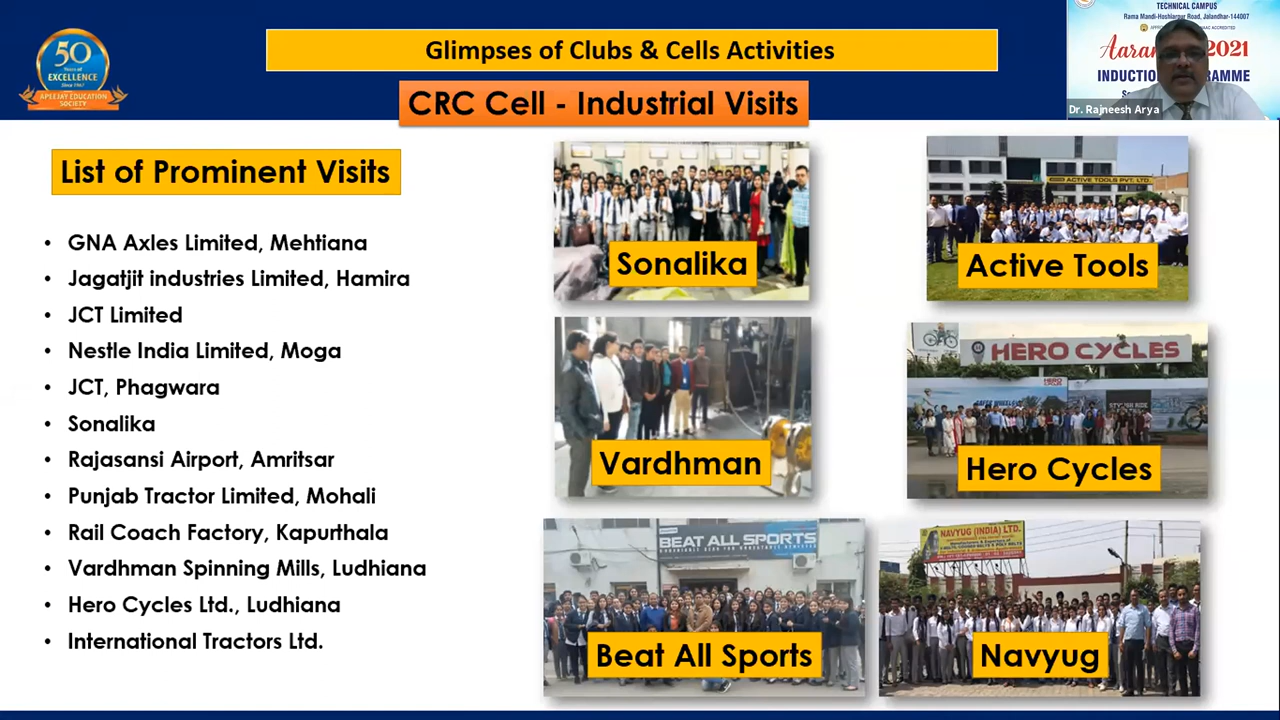 50
Years of
EXCELLENCE
Since 1967
APEEJAY EDUCATION
SOCIETY
Glimpses of Clubs & Cells Activities
CRC Cell - Industrial Visits
TECHNICAL CAMPUS
Rama Mandi-Hoshiarpur Road, Jalandhar-144007
2021
INDUCTION
Dr. Rajneesh Arya
List of Prominent Visits
• GNA Axles Limited, Mehtiana
• Jagatjit industries Limited, Hamira
• JCT Limited
• Nestle India Limited, Moga
• JCT, Phagwara
• Sonalika
• Rajasansi Airport, Amritsar
• Punjab Tractor Limited, Mohali
• Rail Coach Factory, Kapurthala
• Vardhman Spinning Mills, Ludhiana
• Hero Cycles Ltd., Ludhiana
• International Tractors Ltd.
Sonalika
ACTIVE TOOLS PVT. LTD.
Active Tools
Vardhman
HERO CYCLES
HERO
Hero Cycles
BEAT ALL SPORTS
Beat All Sports
NAVYUG (INDIA) LTD.
Navyug